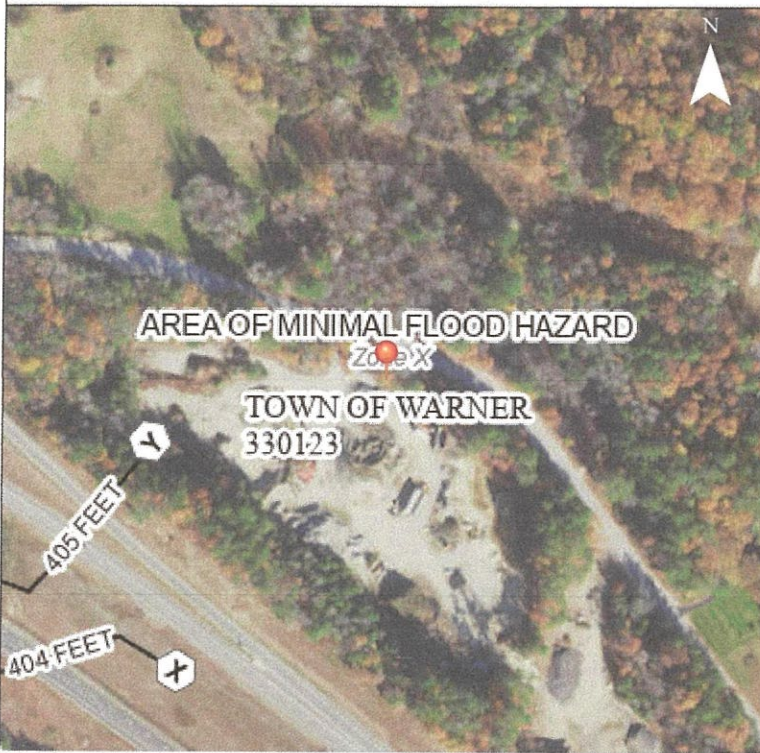 N
AREA OF MINIMAL FLOOD HAZARD
Zone X
TOWN OF WARNER
330123
Y
405 FEET
404 FEET
X